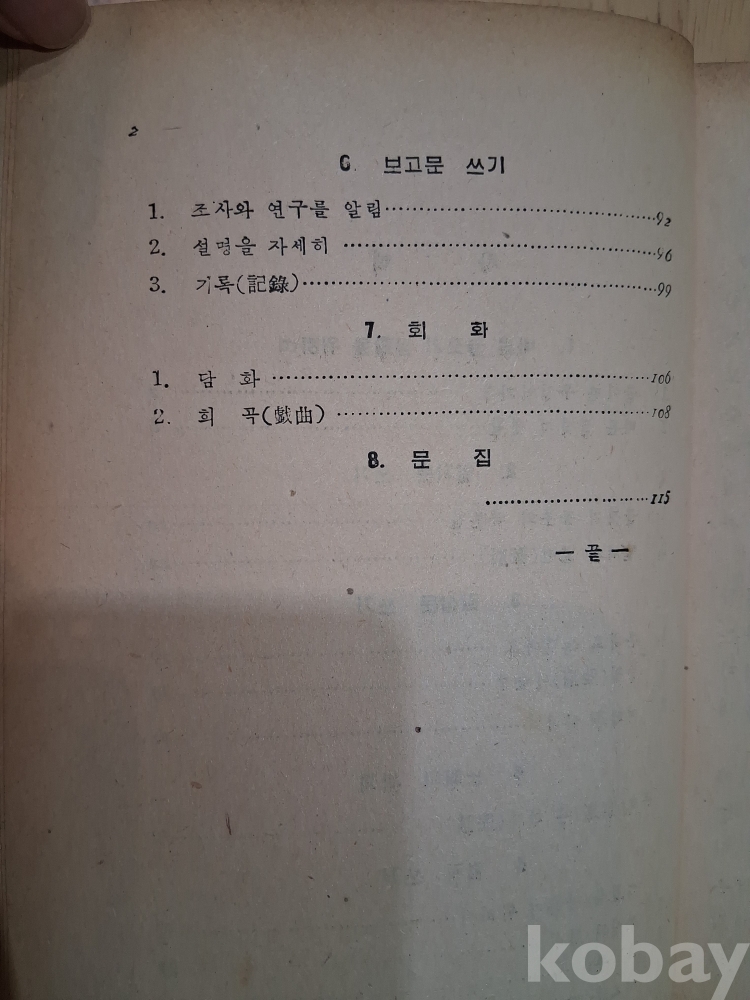 2
6. 보고문 쓰기
1. 조사와 연구를 알림 92
2. 설명을 자세히 96
3. 기록(記錄) 99
7. 회 화
1. 담 화 106
2. 희 곡(戱曲) 108
8. 문 집
115
— 끝 —
kobay